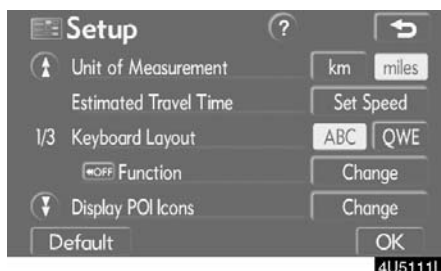 Setup ?
Unit of Measurement km miles
Estimated Travel Time Set Speed
1/3 Keyboard Layout ABC QWE
OFF Function Change
Display POI Icons Change
Default OK
4U5111L